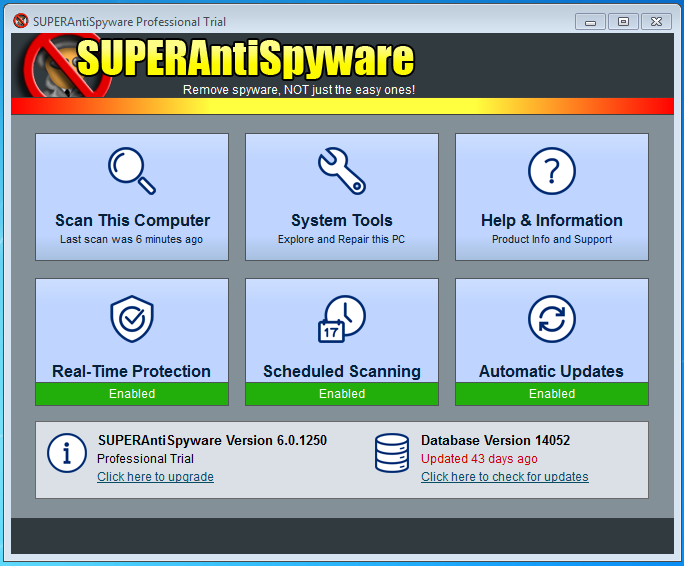 SUPERAntiSpyware Professional Trial
SUPERAntiSpyware
Remove spyware, NOT just the easy ones!
Scan This Computer
Last scan was 6 minutes ago
System Tools
Explore and Repair this PC
?
Help & Information
Product Info and Support
Real-Time Protection
Enabled
17
Scheduled Scanning
Enabled
Automatic Updates
Enabled
i
SUPERAntiSpyware Version 6.0.1250
Professional Trial
Click here to upgrade
Database Version 14052
Updated 43 days ago
Click here to check for updates